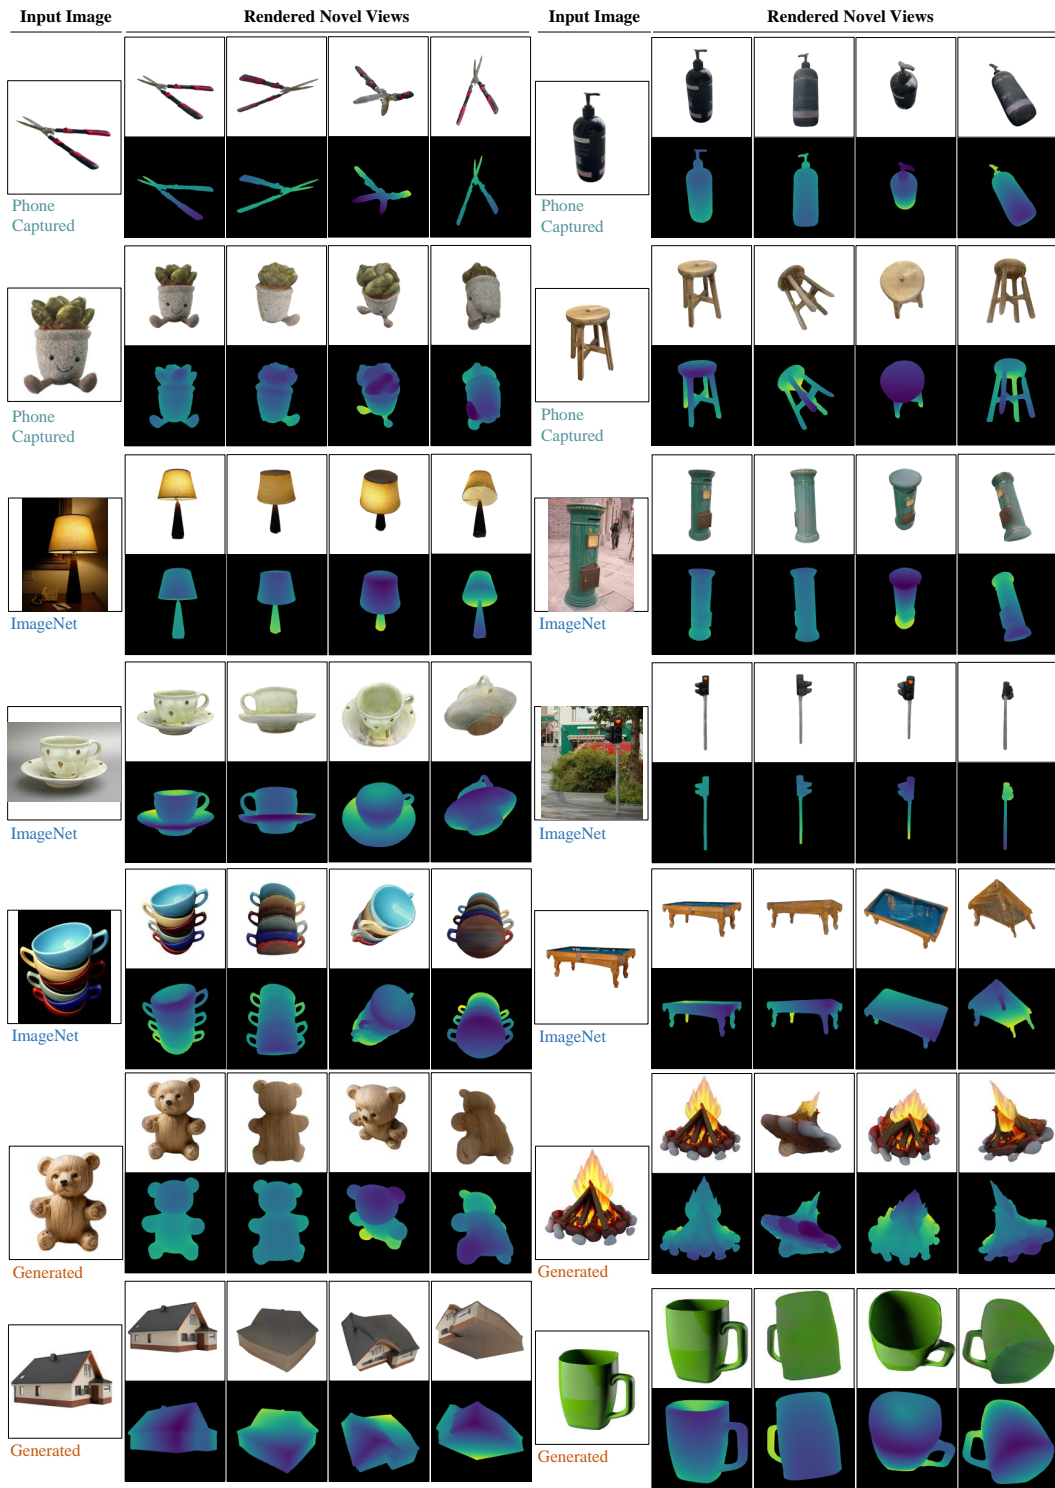 Input Image
Rendered Novel Views
Input Image
Rendered Novel Views
Phone
Captured
Phone
Captured
Phone
Captured
Phone
Captured
ImageNet
ImageNet
ImageNet
ImageNet
ImageNet
ImageNet
Generated
Generated
Generated
Generated